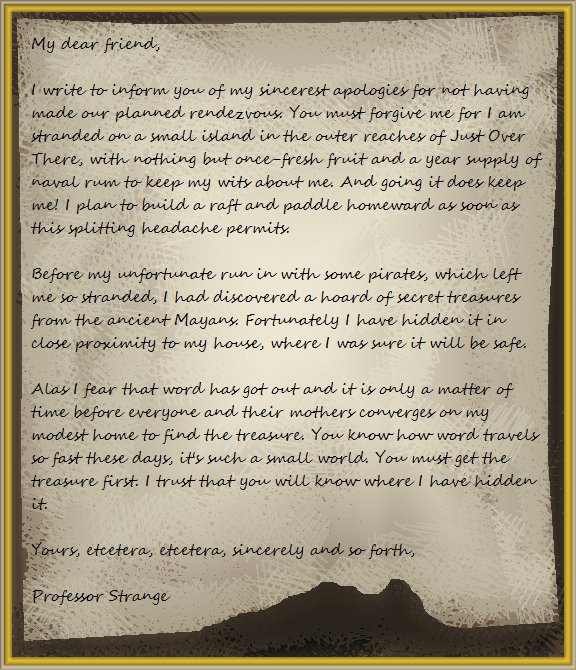 My dear friend,
I write to inform you of my sincerest apologies for not having
made our planned rendezvous. You must forgive me for I am
stranded on a small island in the outer reaches of Just Over
There, with nothing but once-fresh fruit and a year supply of
naval rum to keep my wits about me. And going it does keep
me! I plan to build a raft and paddle homeward as soon as
this splitting headache permits.
Before my unfortunate run in with some pirates, which left
me so stranded, I had discovered a hoard of secret treasures
from the ancient Mayans. Fortunately I have hidden it in
close proximity to my house, where I was sure it will be safe.
Alas I fear that word has got out and it is only a matter of
time before everyone and their mothers converges on my
modest home to find the treasure. You know how word travels
so fast these days, it's such a small world. You must get the
treasure first. I trust that you will know where I have hidden
it.
Yours, etcetera, etcetera, sincerely and so forth,
Professor Strange